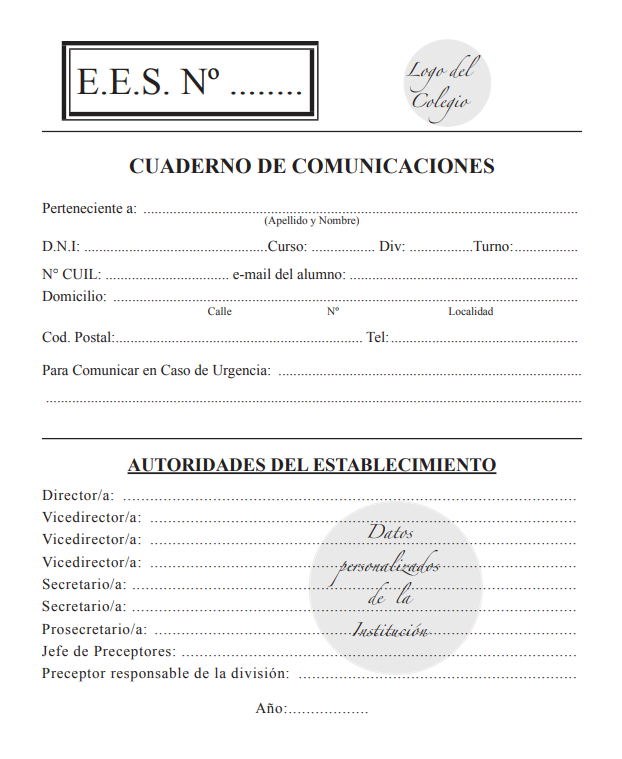 E.E.S. Nº ........
Logo del
Colegio
CUADERNO DE COMUNICACIONES
Perteneciente a: ........................................................................................................................
(Apellido y Nombre)
D.N.I: ..................................................Curso: ................. Div: .................Turno:.................
N° CUIL: .................................. e-mail del alumno: ...............................................................
Domicilio: ................................................................................................................................
Calle Nº Localidad
Cod. Postal:.................................................................... Tel:....................................................
Para Comunicar en Caso de Urgencia: ...................................................................................
...................................................................................................................................................
AUTORIDADES DEL ESTABLECIMIENTO
Director/a: ....................................................................................................
Vicedirector/a: ..............................................................................................
Vicedirector/a: ..............................................................................................
Vicedirector/a: ..............................................................................................
Secretario/a: ..................................................................................................
Secretario/a: ..................................................................................................
Prosecretario/a: .............................................................................................
Jefe de Preceptores: .......................................................................................
Preceptor responsable de la división: .............................................................
Datos
personalizados
de la
Institución
Año:..................